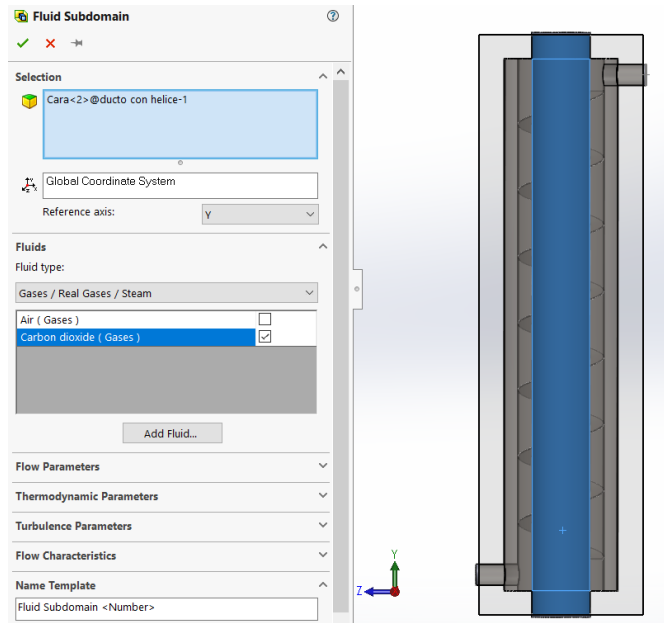 Fluid Subdomain
Selection
Cara<2>@ducto con helice-1
Global Coordinate System
Reference axis:
Y
Fluids
Fluid type:
Gases / Real Gases / Steam
Air ( Gases )
Carbon dioxide ( Gases )
Add Fluid...
Flow Parameters
Thermodynamic Parameters
Turbulence Parameters
Flow Characteristics
Name Template
Fluid Subdomain <Number>
Y
Z